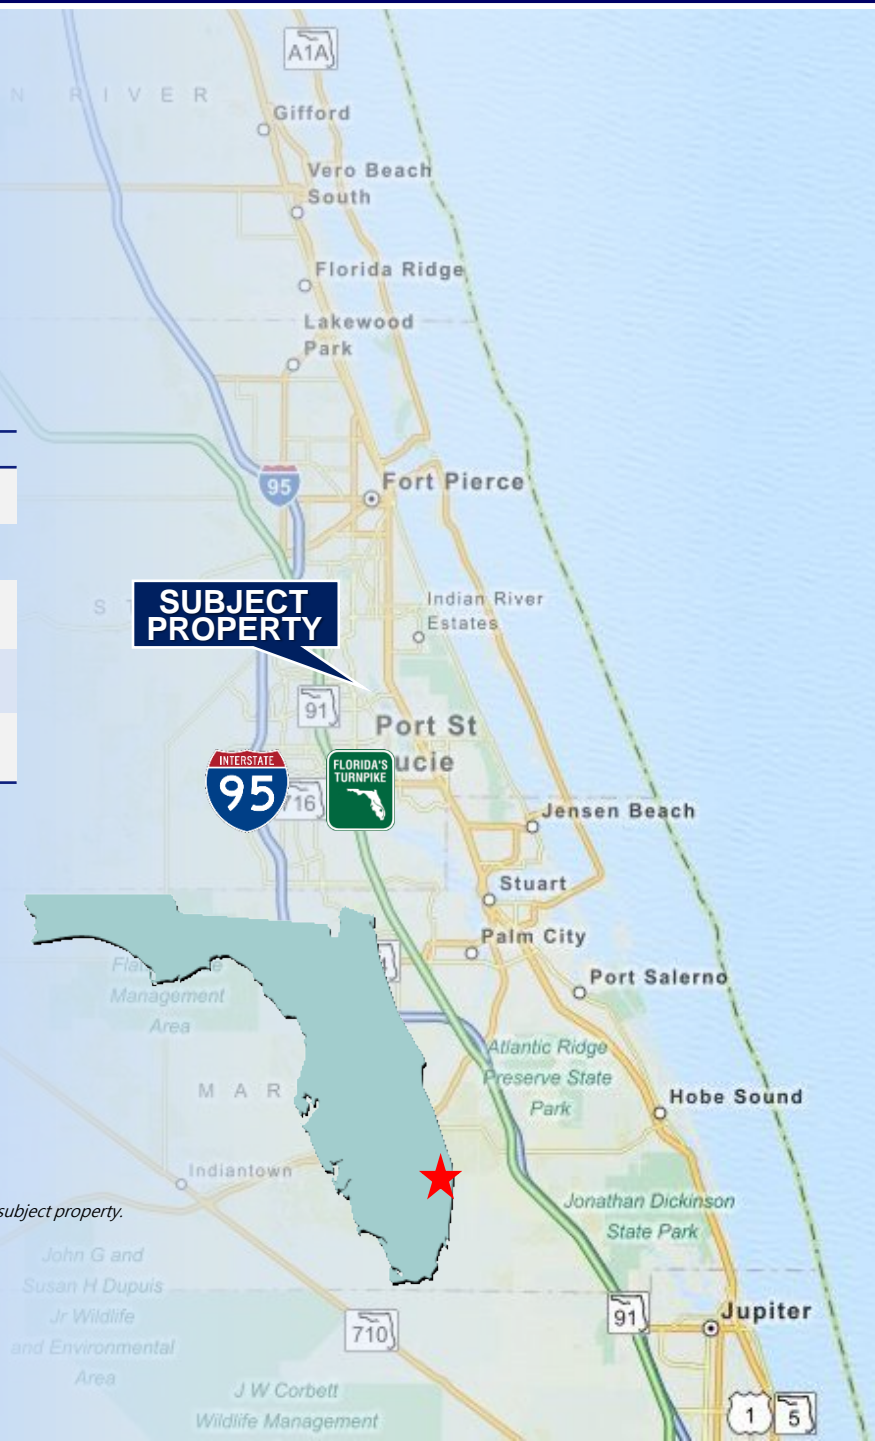 A1A
N RIVER
Gifford
Vero Beach
South
Florida Ridge
Lakewood
Park
95
Fort Pierce
SUBJECT
PROPERTY
Indian River
Estates
91
Port St
ucie
INTERSTATE
95
FLORIDA'S
TURNPIKE
716
Jensen Beach
Stuart
Palm City
Port Salerno
Management
Area
Atlantic Ridge
Preserve State
Park
MAR
Hobe Sound
Indiantown
subject property.
Jonathan Dickinson
State Park
John G and
Susan H Dupuis
Jr Wildlife
and Environmental
Area
710
91
Jupiter
J W Corbett
Wildlife Management
1
5